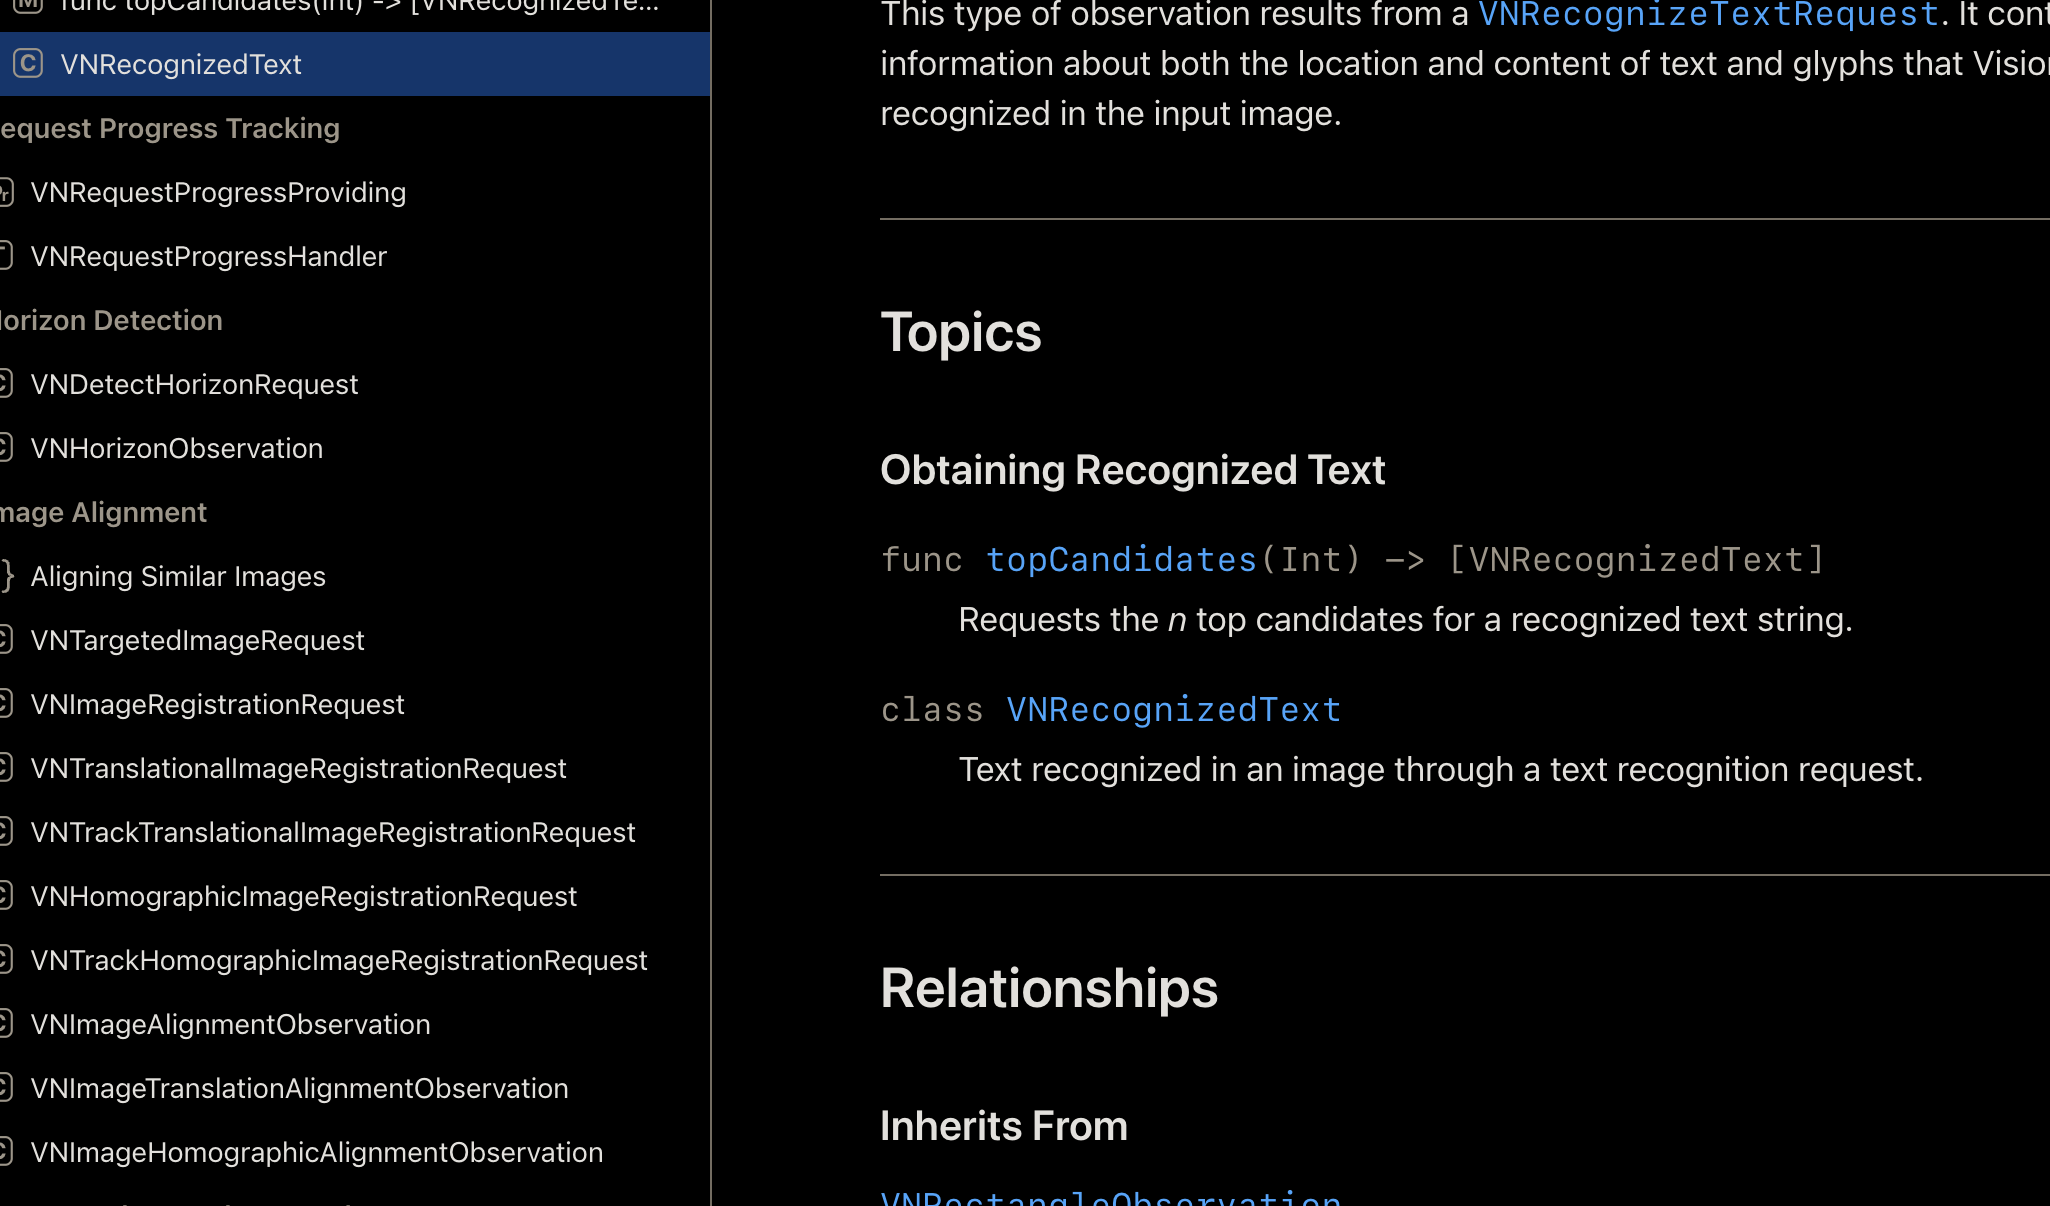 func topCandidates(Int) -> [VNRecognizedTe...
VNRecognizedText
equest Progress Tracking
VNRequestProgressProviding
VNRequestProgressHandler
orizon Detection
VNDetectHorizonRequest
VNHorizonObservation
mage Alignment
Aligning Similar Images
VNTargetedImageRequest
VNImageRegistrationRequest
VNTranslationalImageRegistrationRequest
VNTrackTranslationalImageRegistrationRequest
VNHomographicImageRegistrationRequest
VNTrackHomographicImageRegistrationRequest
VNImageAlignmentObservation
VNImageTranslationAlignmentObservation
VNImageHomographicAlignmentObservation
This type of observation results from a VNRecognizeTextRequest. It cont
information about both the location and content of text and glyphs that Visio
recognized in the input image.
Topics
Obtaining Recognized Text
func topCandidates(Int) -> [VNRecognizedText]
Requests the n top candidates for a recognized text string.
class VNRecognizedText
Text recognized in an image through a text recognition request.
Relationships
Inherits From
VNRectangleObservation